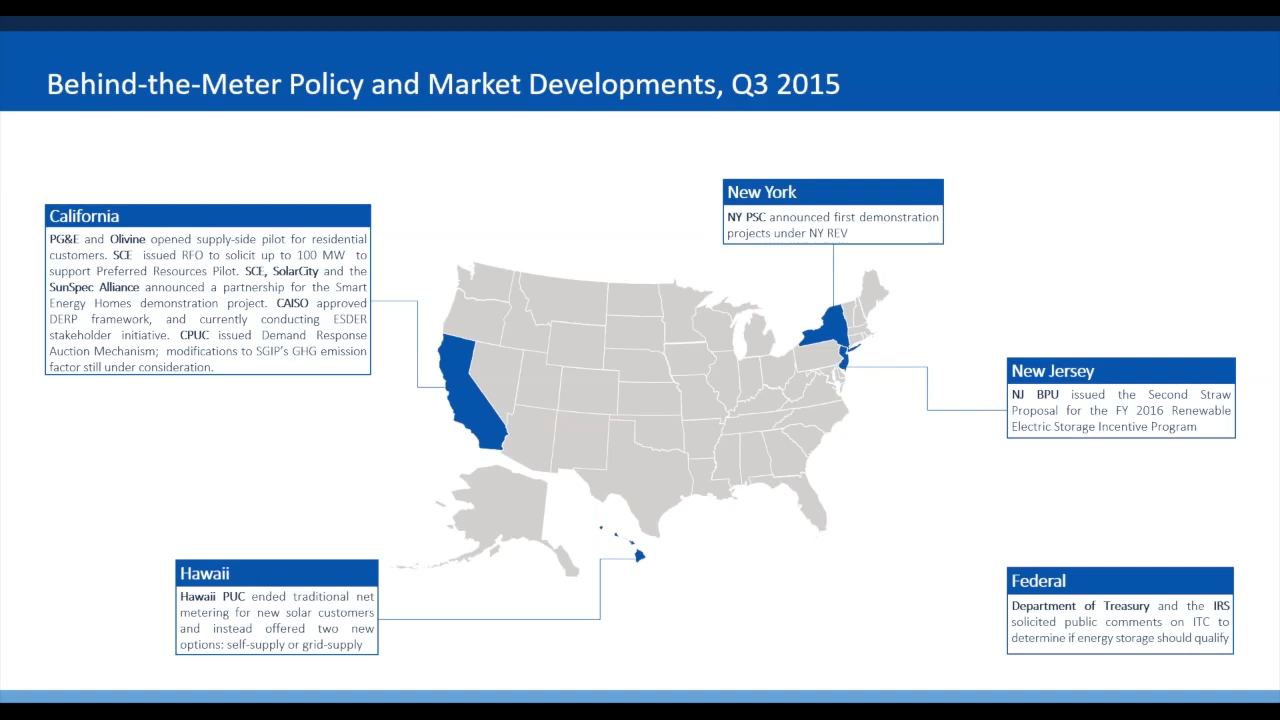 Behind-the-Meter Policy and Market Developments, Q3 2015
New York
NY PSC announced first demonstration
projects under NY REV
California
PG&E and Olivine opened supply-side pilot for residential
customers. SCE issued RFO to solicit up to 100 MW to
support Preferred Resources Pilot. SCE, SolarCity and the
SunSpec Alliance announced a partnership for the Smart
Energy Homes demonstration project. CAISO approved
DERP framework, and currently conducting ESDER
stakeholder initiative. CPUC issued Demand Response
Auction Mechanism; modifications to SGIP's GHG emission
factor still under consideration.
New Jersey
NJ BPU issued the Second Straw
Proposal for the FY 2016 Renewable
Electric Storage Incentive Program
Hawaii
Hawaii PUC ended traditional net
metering for new solar customers
and instead offered two new
options: self-supply or grid-supply
Federal
Department of Treasury and the IRS
solicited public comments on ITC to
determine if energy storage should qualify